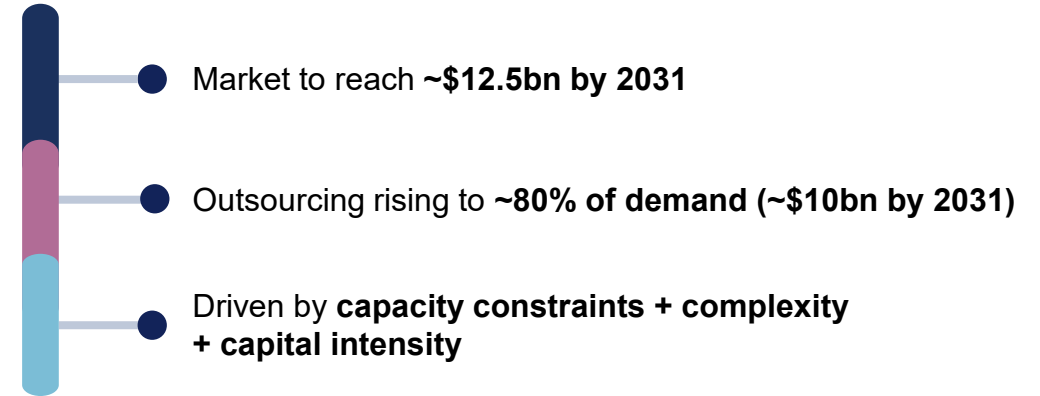 Market to reach ~$12.5bn by 2031
Outsourcing rising to ~80% of demand (~$10bn by 2031)
Driven by capacity constraints + complexity
+ capital intensity